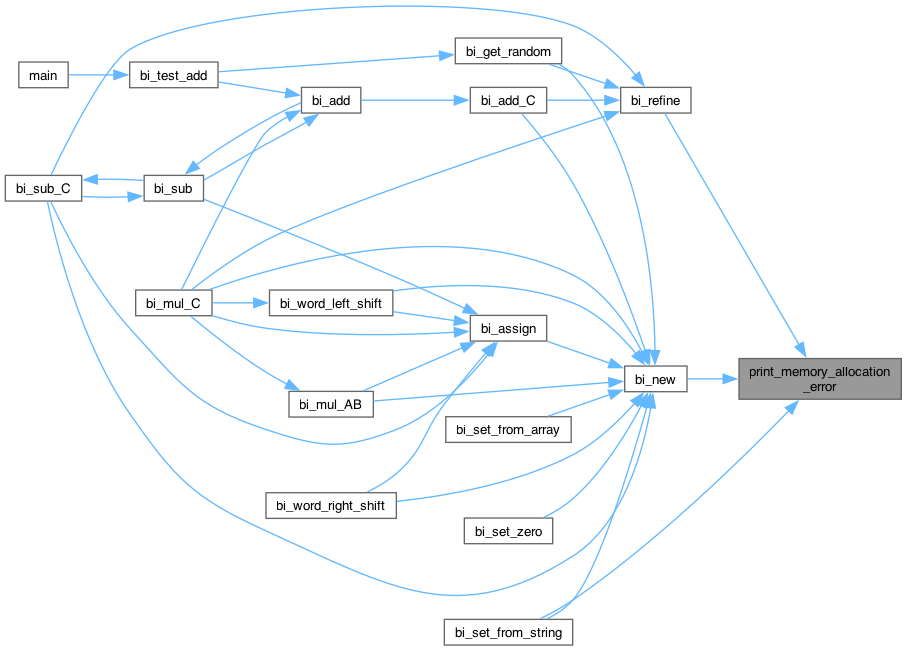 bi_get_random
main
bi_test_add
bi_add
bi_add_C
bi_refine
bi_sub_C
bi_sub
bi_mul_C
bi_word_left_shift
bi_assign
print_memory_allocation
_error
bi_new
bi_mul_AB
bi_set_from_array
bi_word_right_shift
bi_set_zero
bi_set_from_string